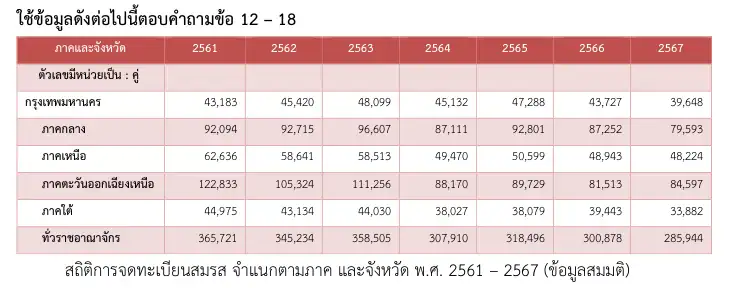 ใช้ข้อมูลดังต่อไปนี้ตอบคำถามข้อ 12 – 18
ภาคและจังหวัด 2561 2562 2563 2564 2565 2566 2567
ตัวเลขมีหน่วยเป็น : คู่
กรุงเทพมหานคร 43,183 45,420 48,099 45,132 47,288 43,727 39,648
ภาคกลาง 92,094 92,715 96,607 87,111 92,801 87,252 79,593
ภาคเหนือ 62,636 58,641 58,513 49,470 50,599 48,943 48,224
ภาคตะวันออกเฉียงเหนือ 122,833 105,324 111,256 88,170 89,729 81,513 84,597
ภาคใต้ 44,975 43,134 44,030 38,027 38,079 39,443 33,882
ทั่วราชอาณาจักร 365,721 345,234 358,505 307,910 318,496 300,878 285,944
สถิติการจดทะเบียนสมรส จำแนกตามภาค และจังหวัด พ.ศ. 2561 – 2567 (ข้อมูลสมมติ)